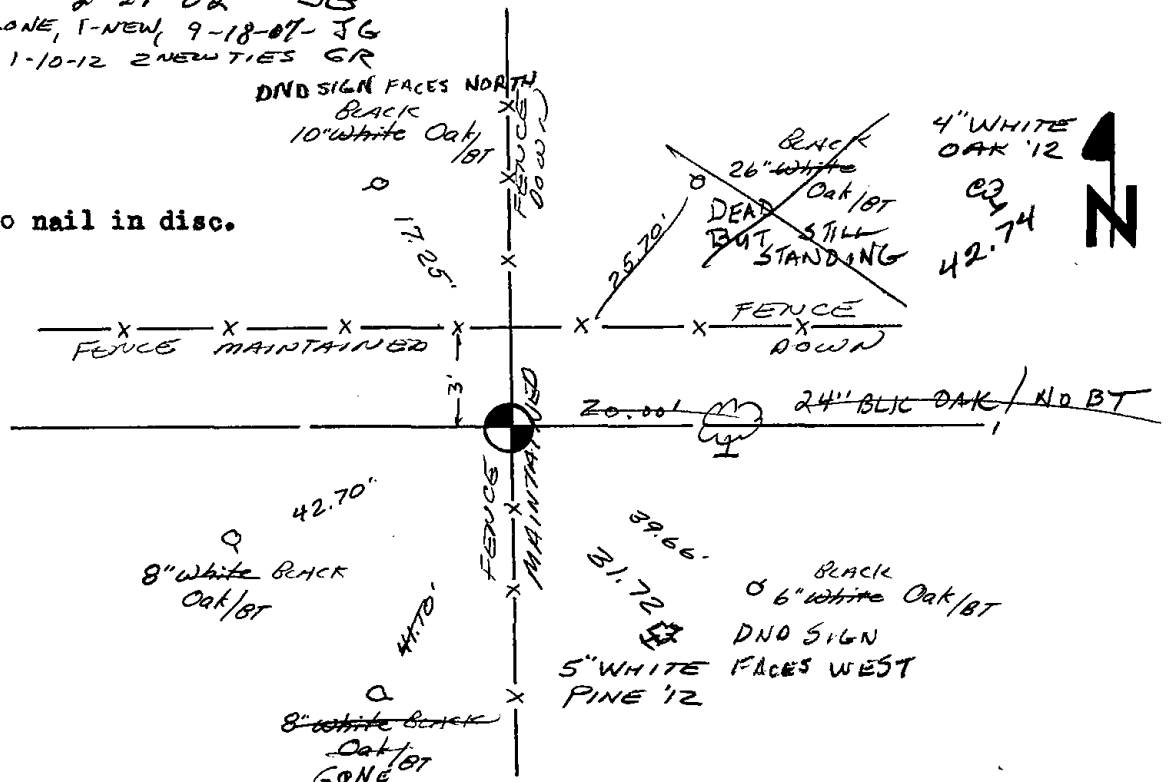 2-21-02 JG
ONE, 1-NEW, 9-18-07- JG
1-10-12 2 NEW TIES GR
DND SIGN FACES NORTH
BLACK
10" White Oak/BT
FENCE DOWN
17.25'
o nail in disc.
BLACK
26" White
Oak/BT
DEAD
BUT STILL
STANDING
25.70'
4" WHITE
OAK '12
42.74
N
FENCE MAINTAINED
FENCE
DOWN
3'
20.00'
24" BLK OAK / NO BT
FENCE
MAINTAINED
42.70'
8" White BLACK
Oak/BT
41.70'
8" White BLACK
Oak/BT
GONE
39.66'
31.72
BLACK
6" White Oak/BT
DND SIGN
FACES WEST
5" WHITE
PINE '12